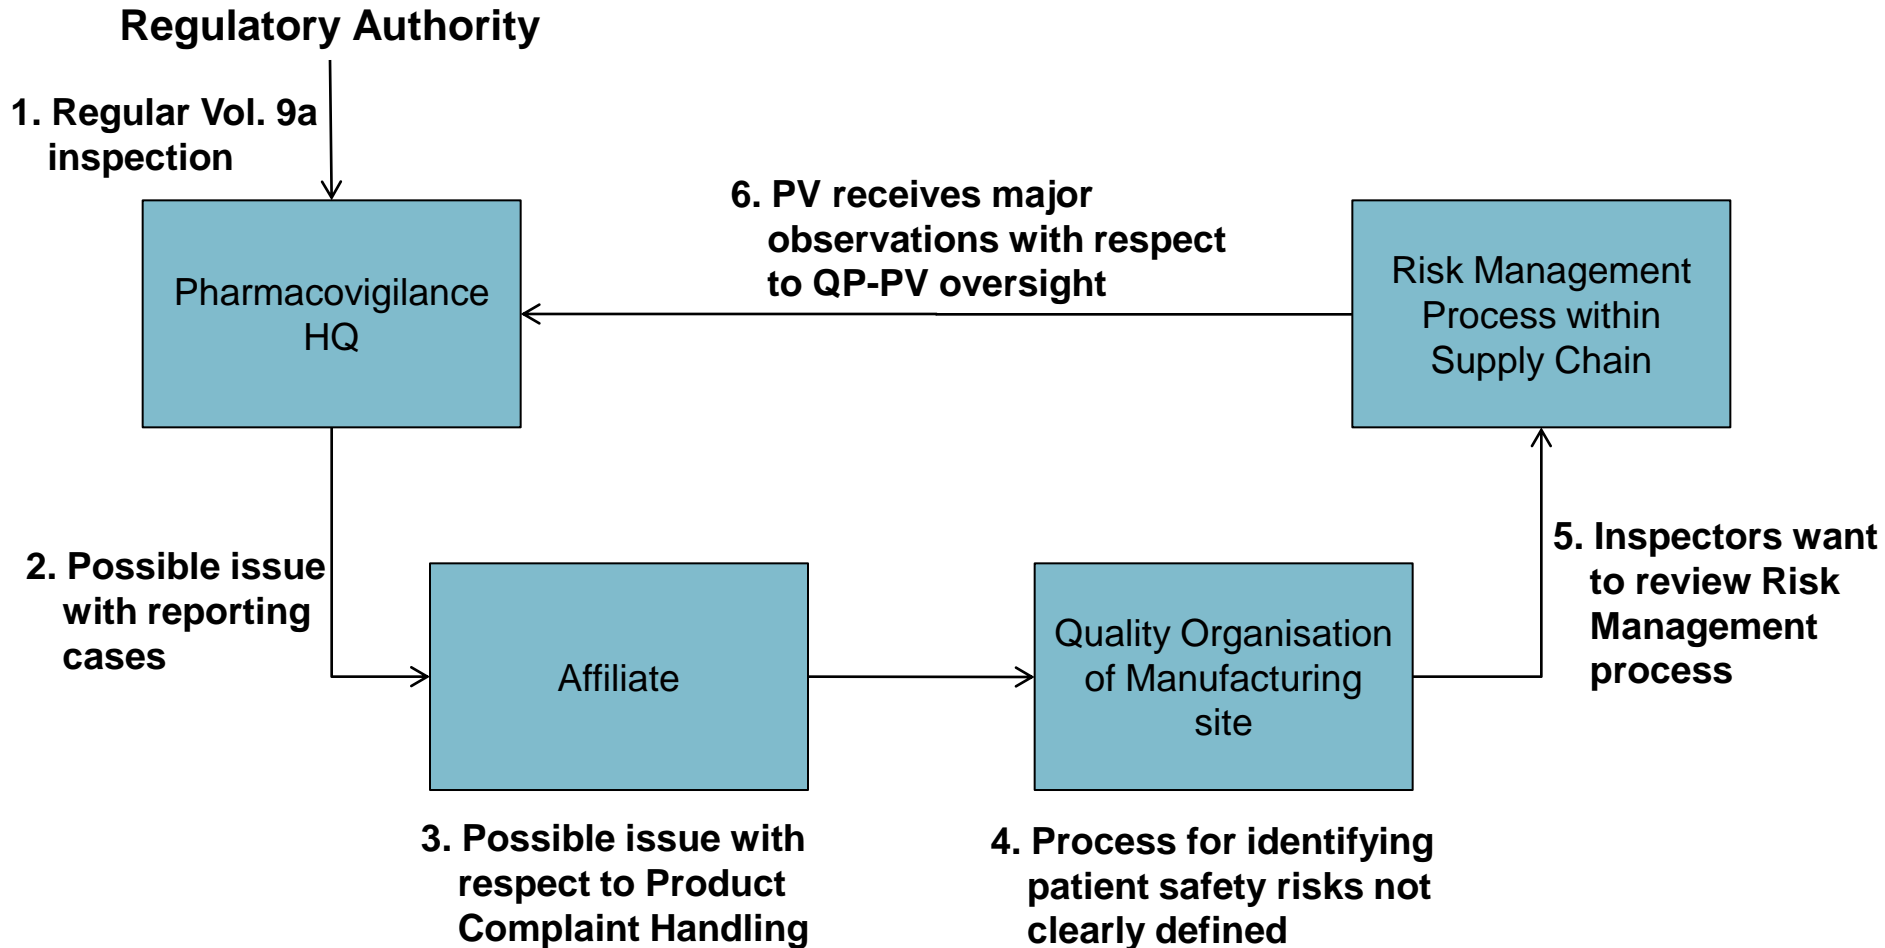 Regulatory Authority
1. Regular Vol. 9a
inspection
Pharmacovigilance
HQ
6. PV receives major
observations with respect
to QP-PV oversight
Risk Management
Process within
Supply Chain
2. Possible issue
with reporting
cases
Affiliate
Quality Organisation
of Manufacturing
site
5. Inspectors want
to review Risk
Management
process
3. Possible issue with
respect to Product
Complaint Handling
4. Process for identifying
patient safety risks not
clearly defined